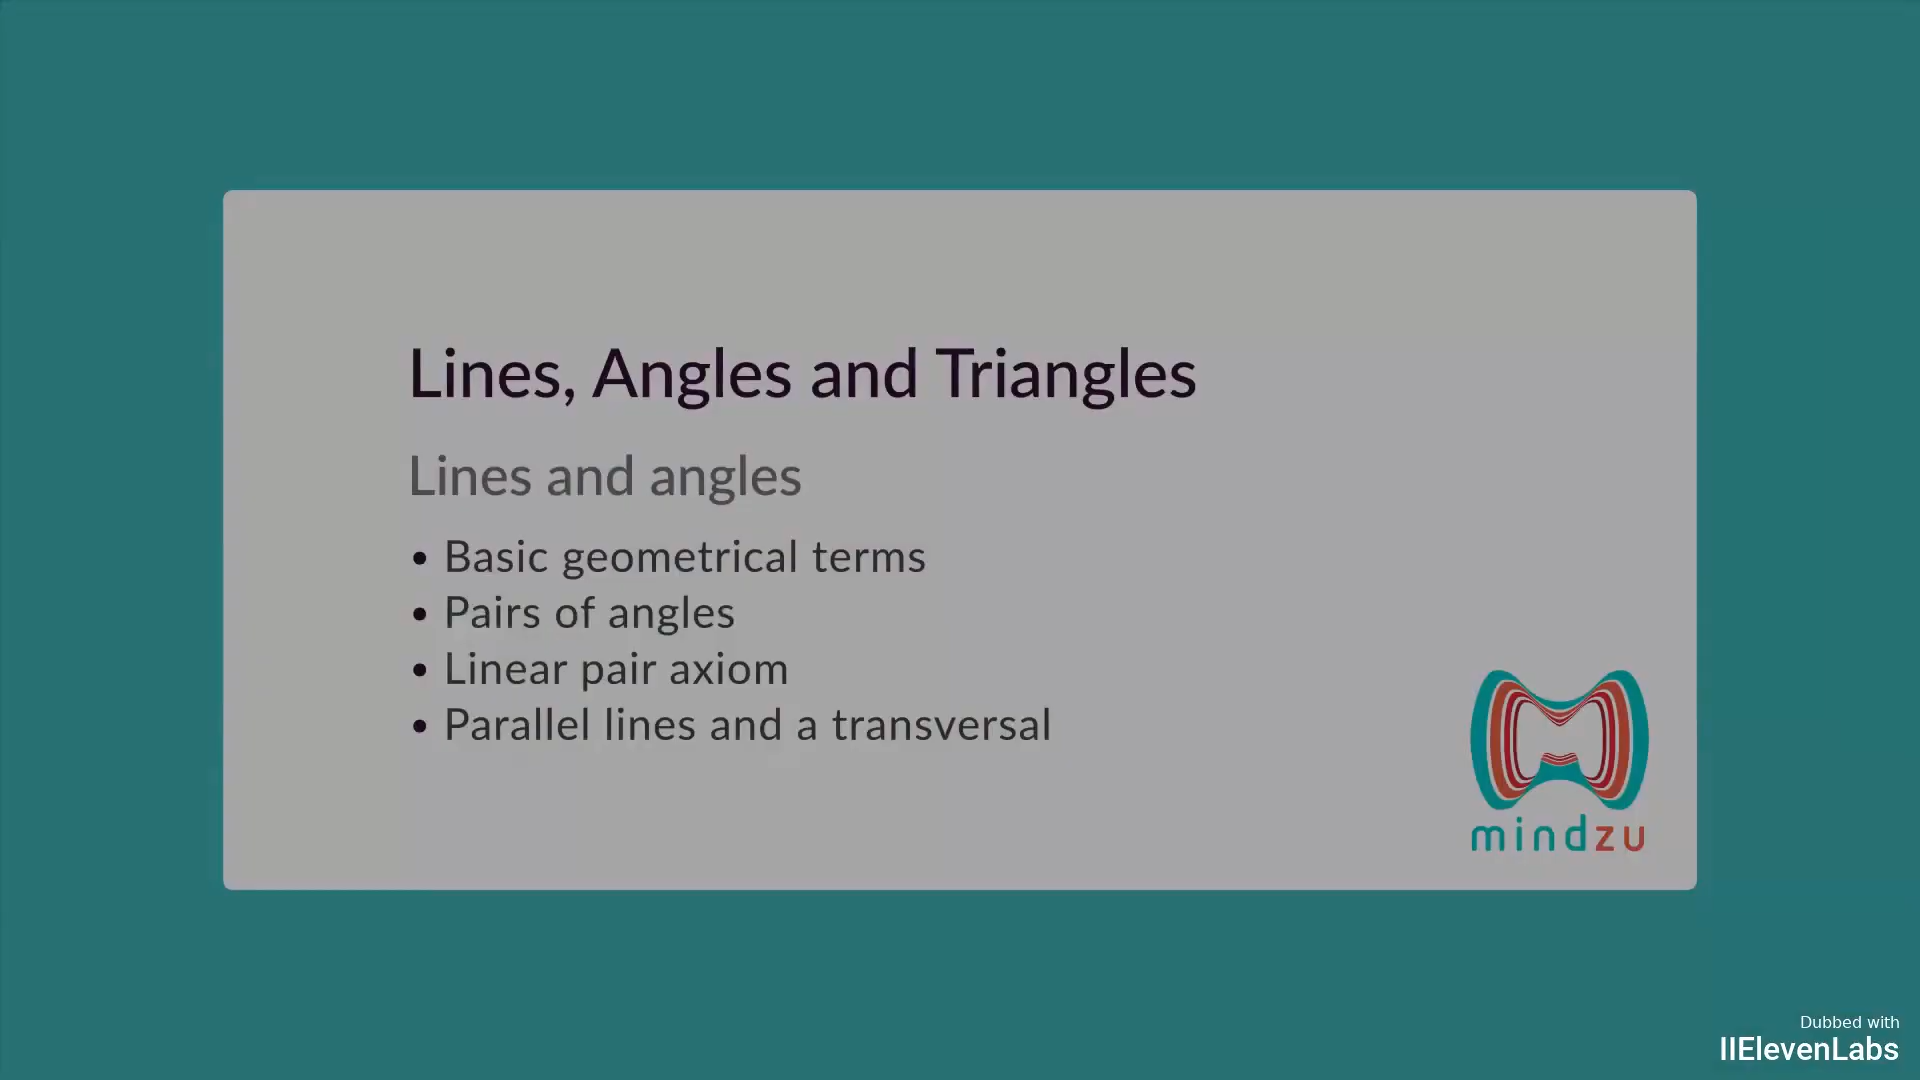 Lines, Angles and Triangles
Lines and angles
• Basic geometrical terms
• Pairs of angles
• Linear pair axiom
• Parallel lines and a transversal
mindzu
Dubbed with
IIElevenLabs